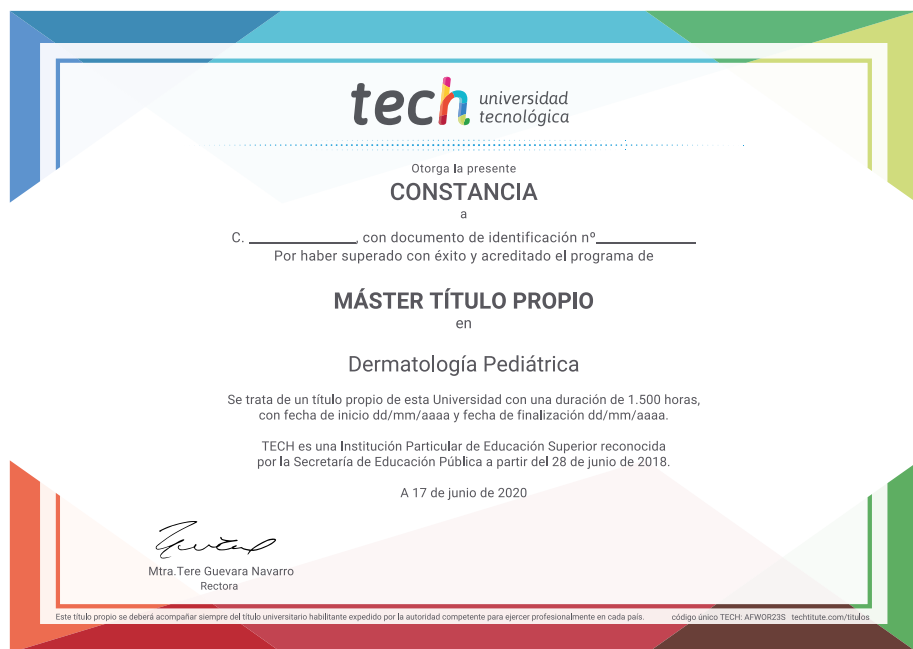 tech universidad
tecnológica
Otorga la presente
CONSTANCIA
a
C. ____________, con documento de identificación nº___________
Por haber superado con éxito y acreditado el programa de
MÁSTER TÍTULO PROPIO
en
Dermatología Pediátrica
Se trata de un título propio de esta Universidad con una duración de 1.500 horas,
con fecha de inicio dd/mm/aaaa y fecha de finalización dd/mm/aaaa.
TECH es una Institución Particular de Educación Superior reconocida
por la Secretaría de Educación Pública a partir del 28 de junio de 2018.
A 17 de junio de 2020
Mtra.Tere Guevara Navarro
Rectora
Este título propio se deberá acompañar siempre del título universitario habilitante expedido por la autoridad competente para ejercer profesionalmente en cada país. código único TECH: AFWOR23S techtitute.com/titulos